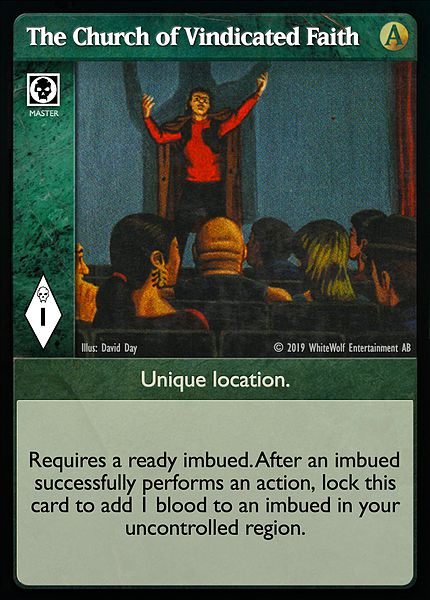 The Church of Vindicated Faith A
MASTER
1
Illus: David Day © 2019 WhiteWolf Entertainment AB
Unique location.
Requires a ready imbued. After an imbued
successfully performs an action, lock this
card to add 1 blood to an imbued in your
uncontrolled region.